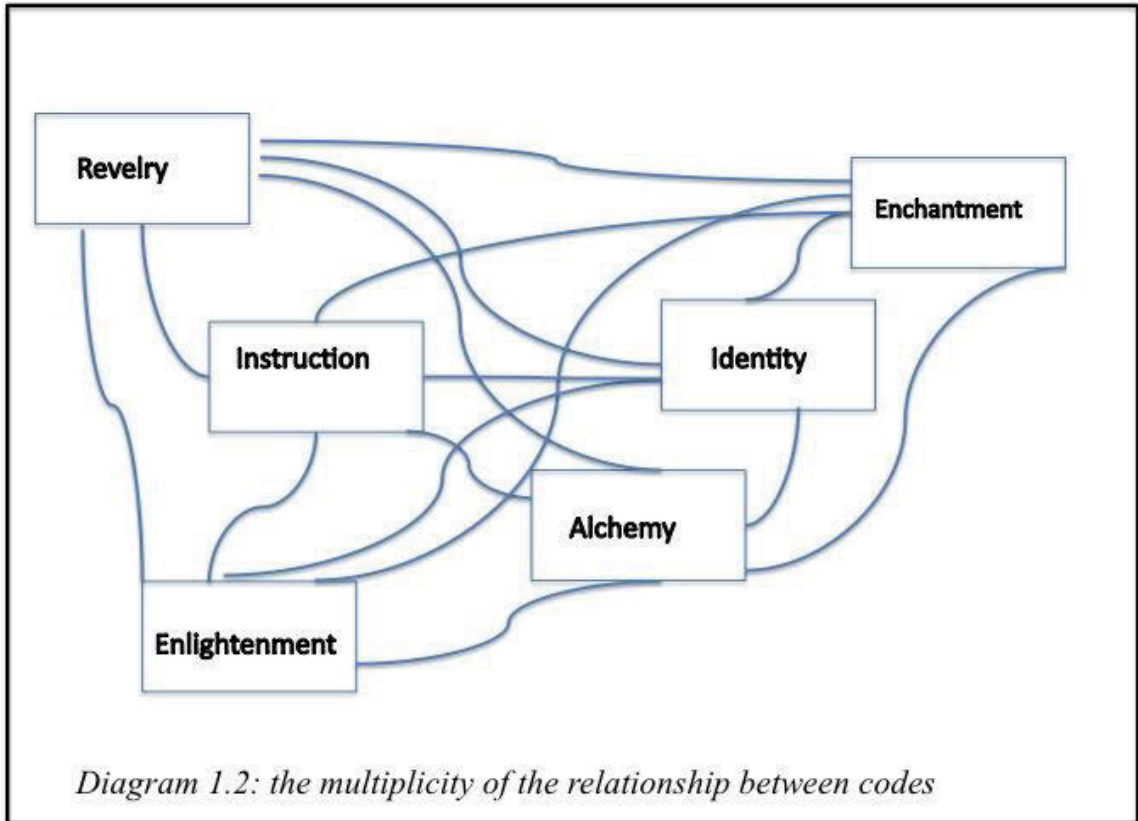 Revelry
Enchantment
Instruction
Identity
Alchemy
Enlightenment
Diagram 1.2: the multiplicity of the relationship between codes